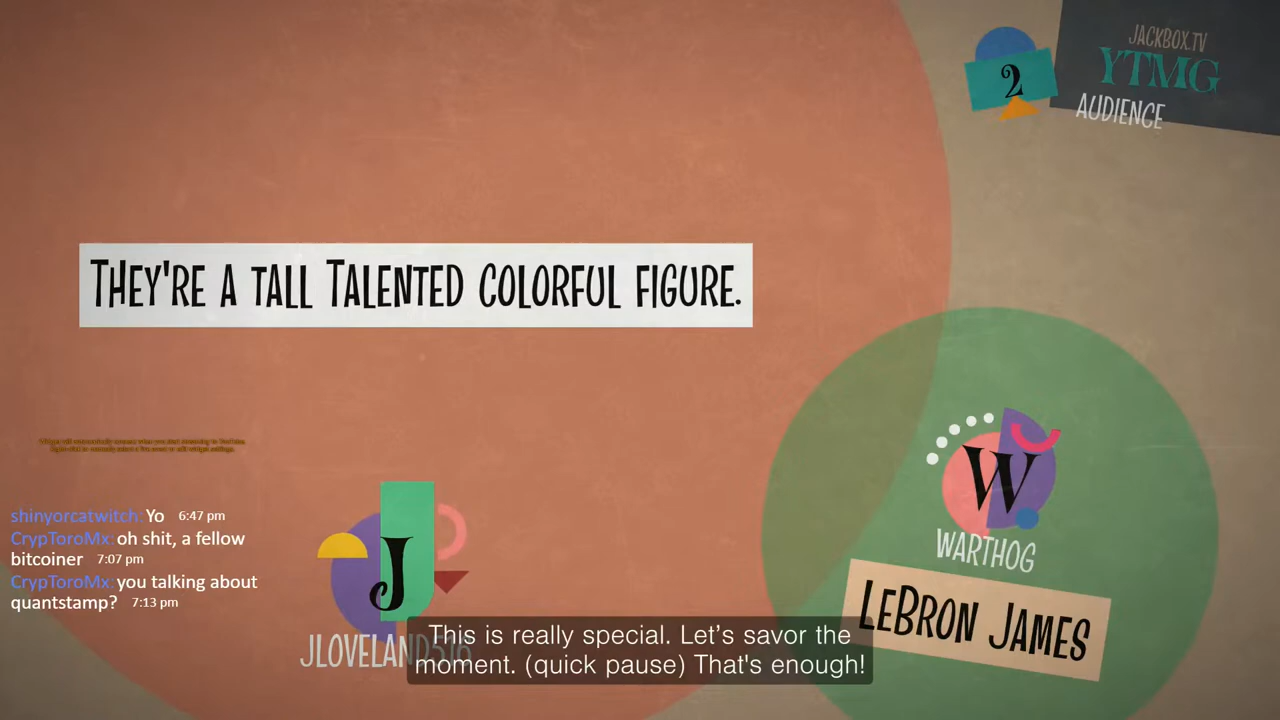 JACKBOX.TV
YTMG
2
AUDIENCE
THEY'RE A TALL TALENTED COLORFUL FIGURE.
shinyorcatwitch: Yo 6:47 pm
CrypToroMx: oh shit, a fellow
bitcoiner 7:07 pm
CrypToroMx: you talking about
quantstamp? 7:13 pm
J
JLOVELAND516
W
WARTHOG
LEBRON JAMES
This is really special. Let’s savor the
moment. (quick pause) That's enough!